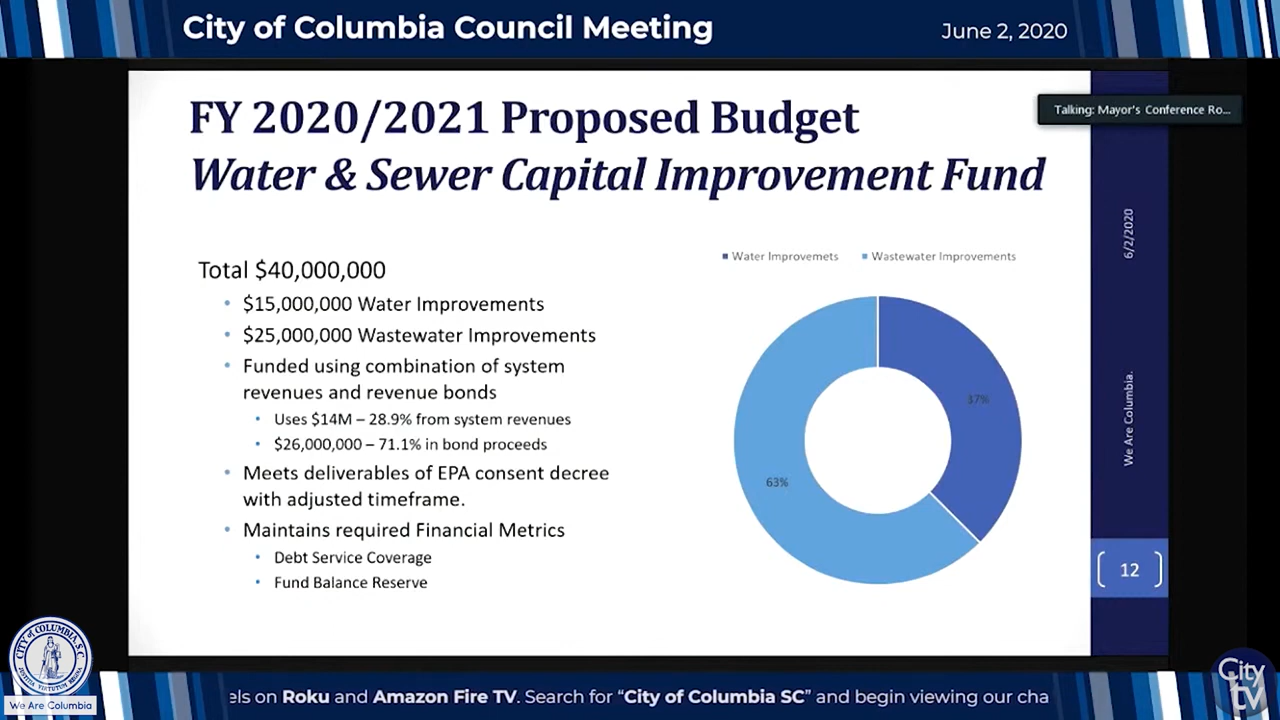 City of Columbia Council Meeting
June 2, 2020
FY 2020/2021 Proposed Budget
Water & Sewer Capital Improvement Fund
Talking: Mayor's Conference Ro...
6/2/2020
We Are Columbia.
12
Total $40,000,000
• $15,000,000 Water Improvements
• $25,000,000 Wastewater Improvements
• Funded using combination of system
revenues and revenue bonds
• Uses $14M – 28.9% from system revenues
• $26,000,000 – 71.1% in bond proceeds
• Meets deliverables of EPA consent decree
with adjusted timeframe.
• Maintains required Financial Metrics
• Debt Service Coverage
• Fund Balance Reserve
Water Improvemets
Wastewater Improvements
37%
63%
CITY of COLUMBIA, S.C.
We Are Columbia
els on Roku and Amazon Fire TV. Search for “City of Columbia SC” and begin viewing our cha
City
tv